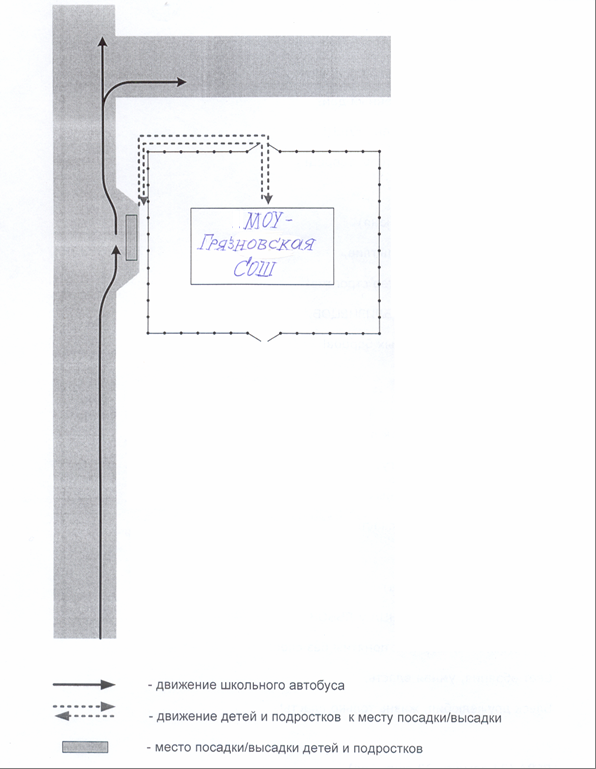 МОУ-
Грязновская
СОШ
- движение школьного автобуса
- движение детей и подростков к месту посадки/высадки
- место посадки/высадки детей и подростков